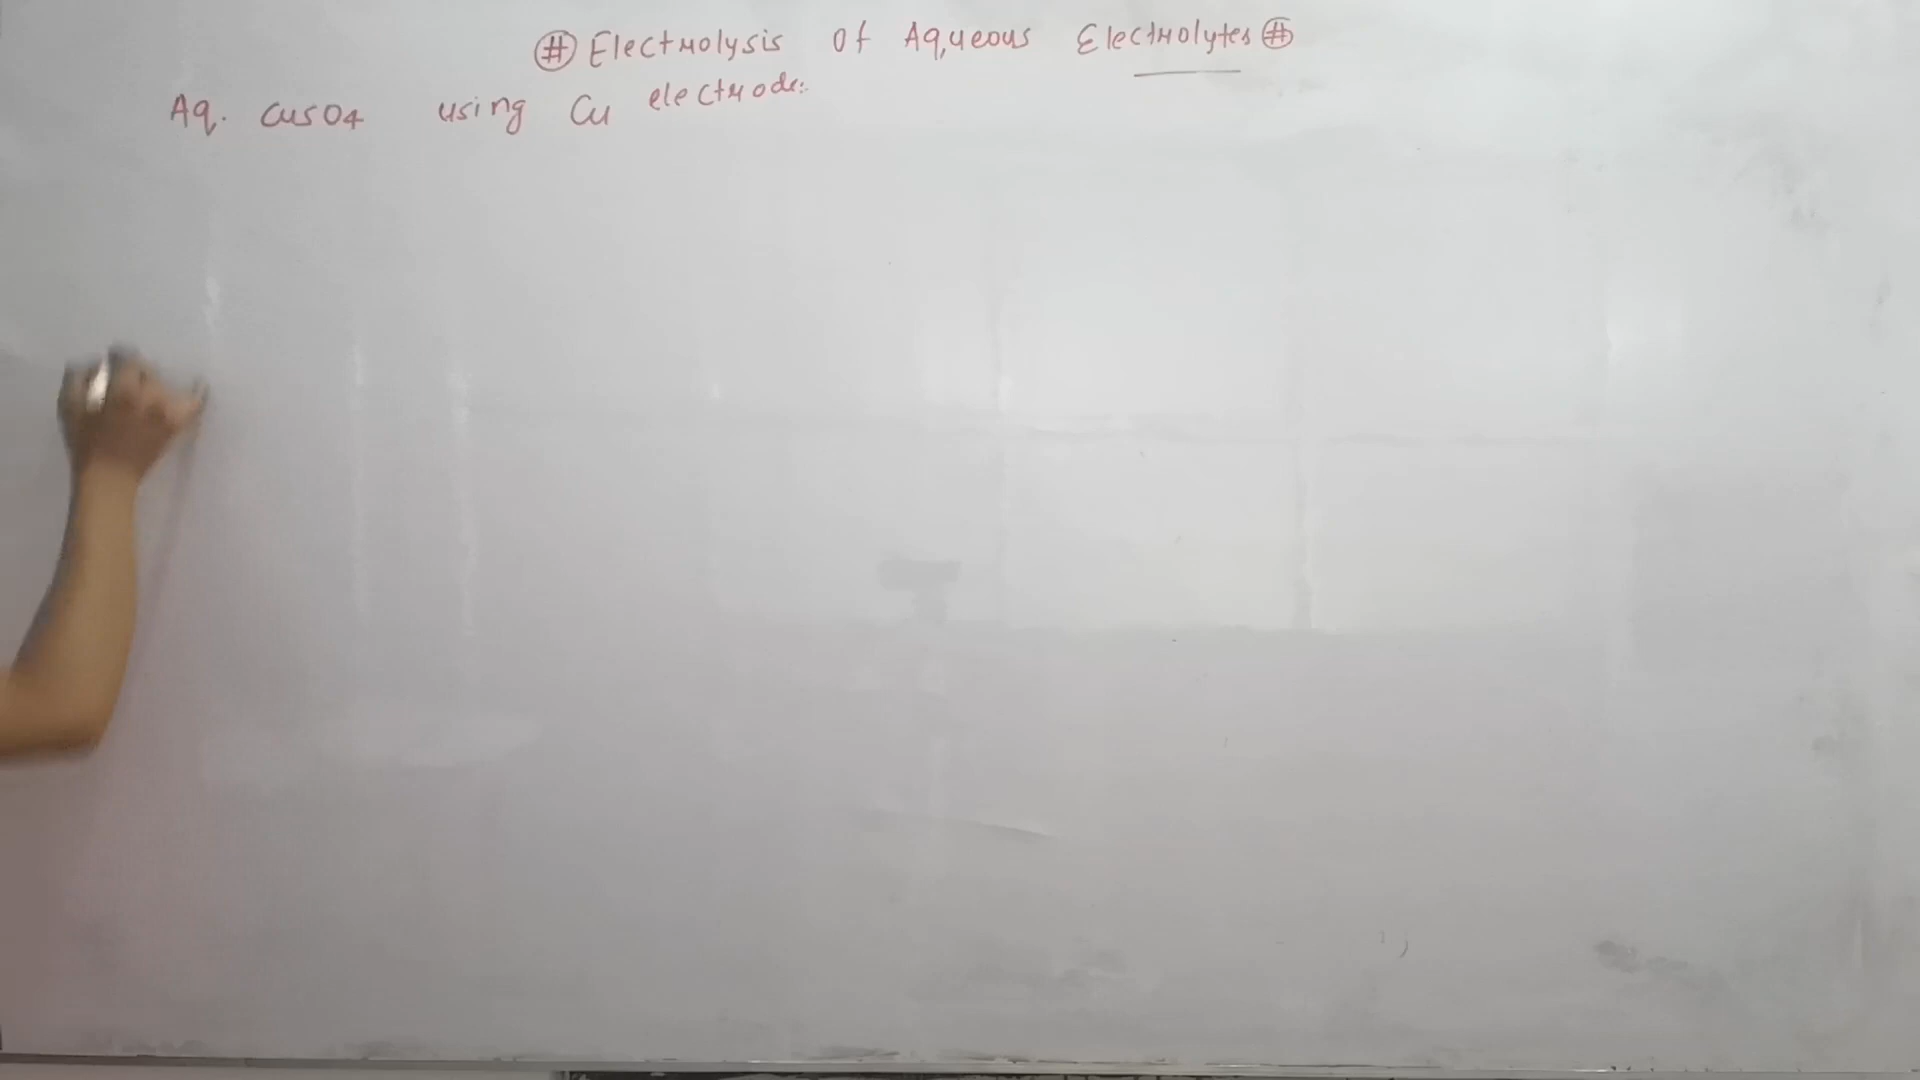 # Electrolysis of Aqueous Electrolytes #
Aq. CuSO4 using Cu electrode: